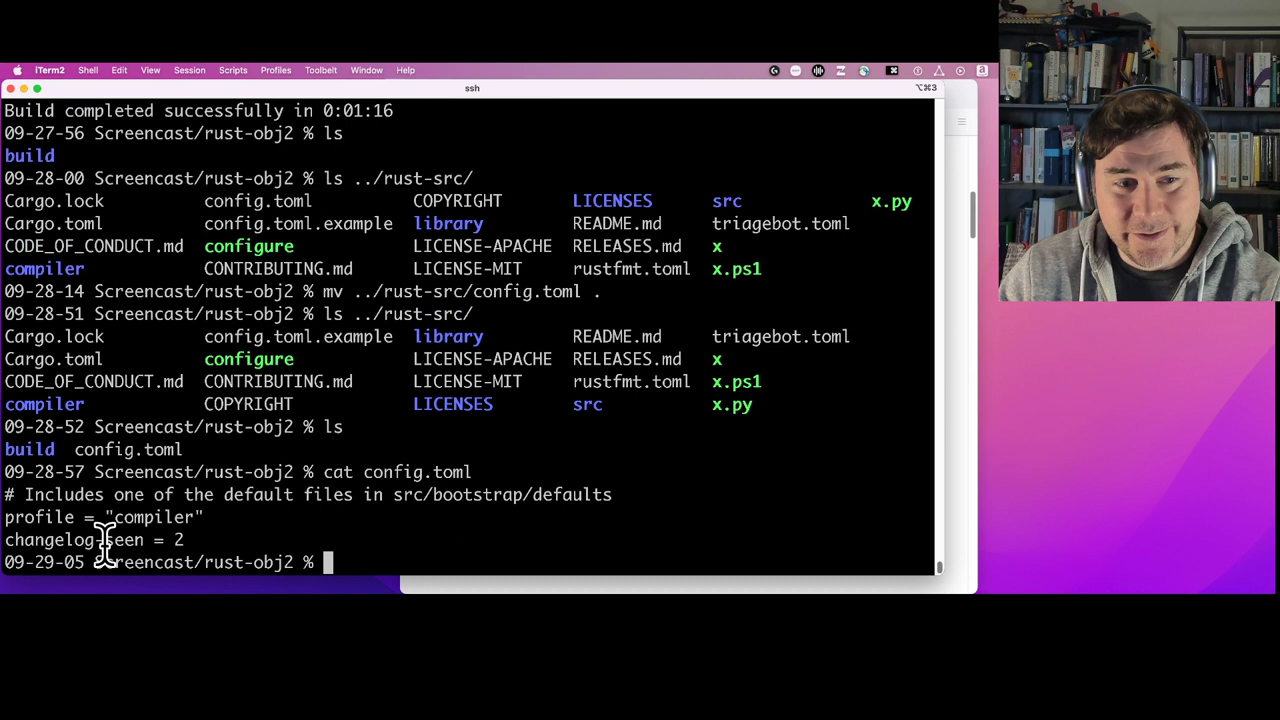 iTerm2 Shell Edit View Session Scripts Profiles Toolbelt Window Help
ssh
⌥⌘3
Build completed successfully in 0:01:16
09-27-56 Screencast/rust-obj2 % ls
build
09-28-00 Screencast/rust-obj2 % ls ../rust-src/
Cargo.lock config.toml COPYRIGHT LICENSES src x.py
Cargo.toml config.toml.example library README.md triagebot.toml
CODE_OF_CONDUCT.md configure LICENSE-APACHE RELEASES.md x
compiler CONTRIBUTING.md LICENSE-MIT rustfmt.toml x.ps1
09-28-14 Screencast/rust-obj2 % mv ../rust-src/config.toml .
09-28-51 Screencast/rust-obj2 % ls ../rust-src/
Cargo.lock config.toml.example library README.md triagebot.toml
Cargo.toml configure LICENSE-APACHE RELEASES.md x
CODE_OF_CONDUCT.md CONTRIBUTING.md LICENSE-MIT rustfmt.toml x.ps1
compiler COPYRIGHT LICENSES src x.py
09-28-52 Screencast/rust-obj2 % ls
build config.toml
09-28-57 Screencast/rust-obj2 % cat config.toml
# Includes one of the default files in src/bootstrap/defaults
profile = "compiler"
changelog-seen = 2
09-29-05 Screencast/rust-obj2 %